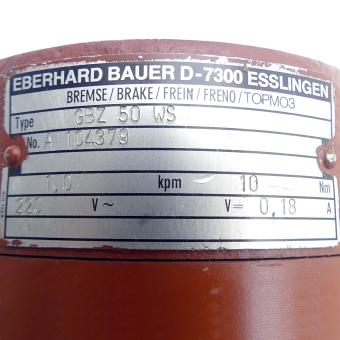 EBERHARD BAUER D-7300 ESSLINGEN
BREMSE/BRAKE/FREIN/FRENO/TOPMO3
Type GBZ 50 WS
No. A 1104379
1,0 kpm 10 Nm
220 V~ V= 0,18 A